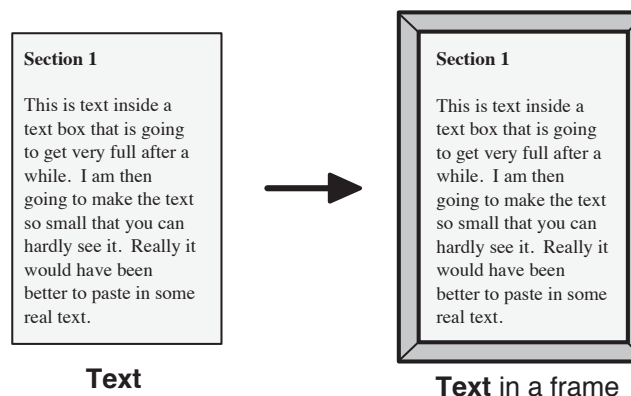 Section 1
This is text inside a
text box that is going
to get very full after a
while.  I am then
going to make the text
so small that you can
hardly see it.  Really it
would have been
better to paste in some
real text.
Text
Section 1
This is text inside a
text box that is going
to get very full after a
while.  I am then
going to make the text
so small that you can
hardly see it.  Really it
would have been
better to paste in some
real text.
Text in a frame